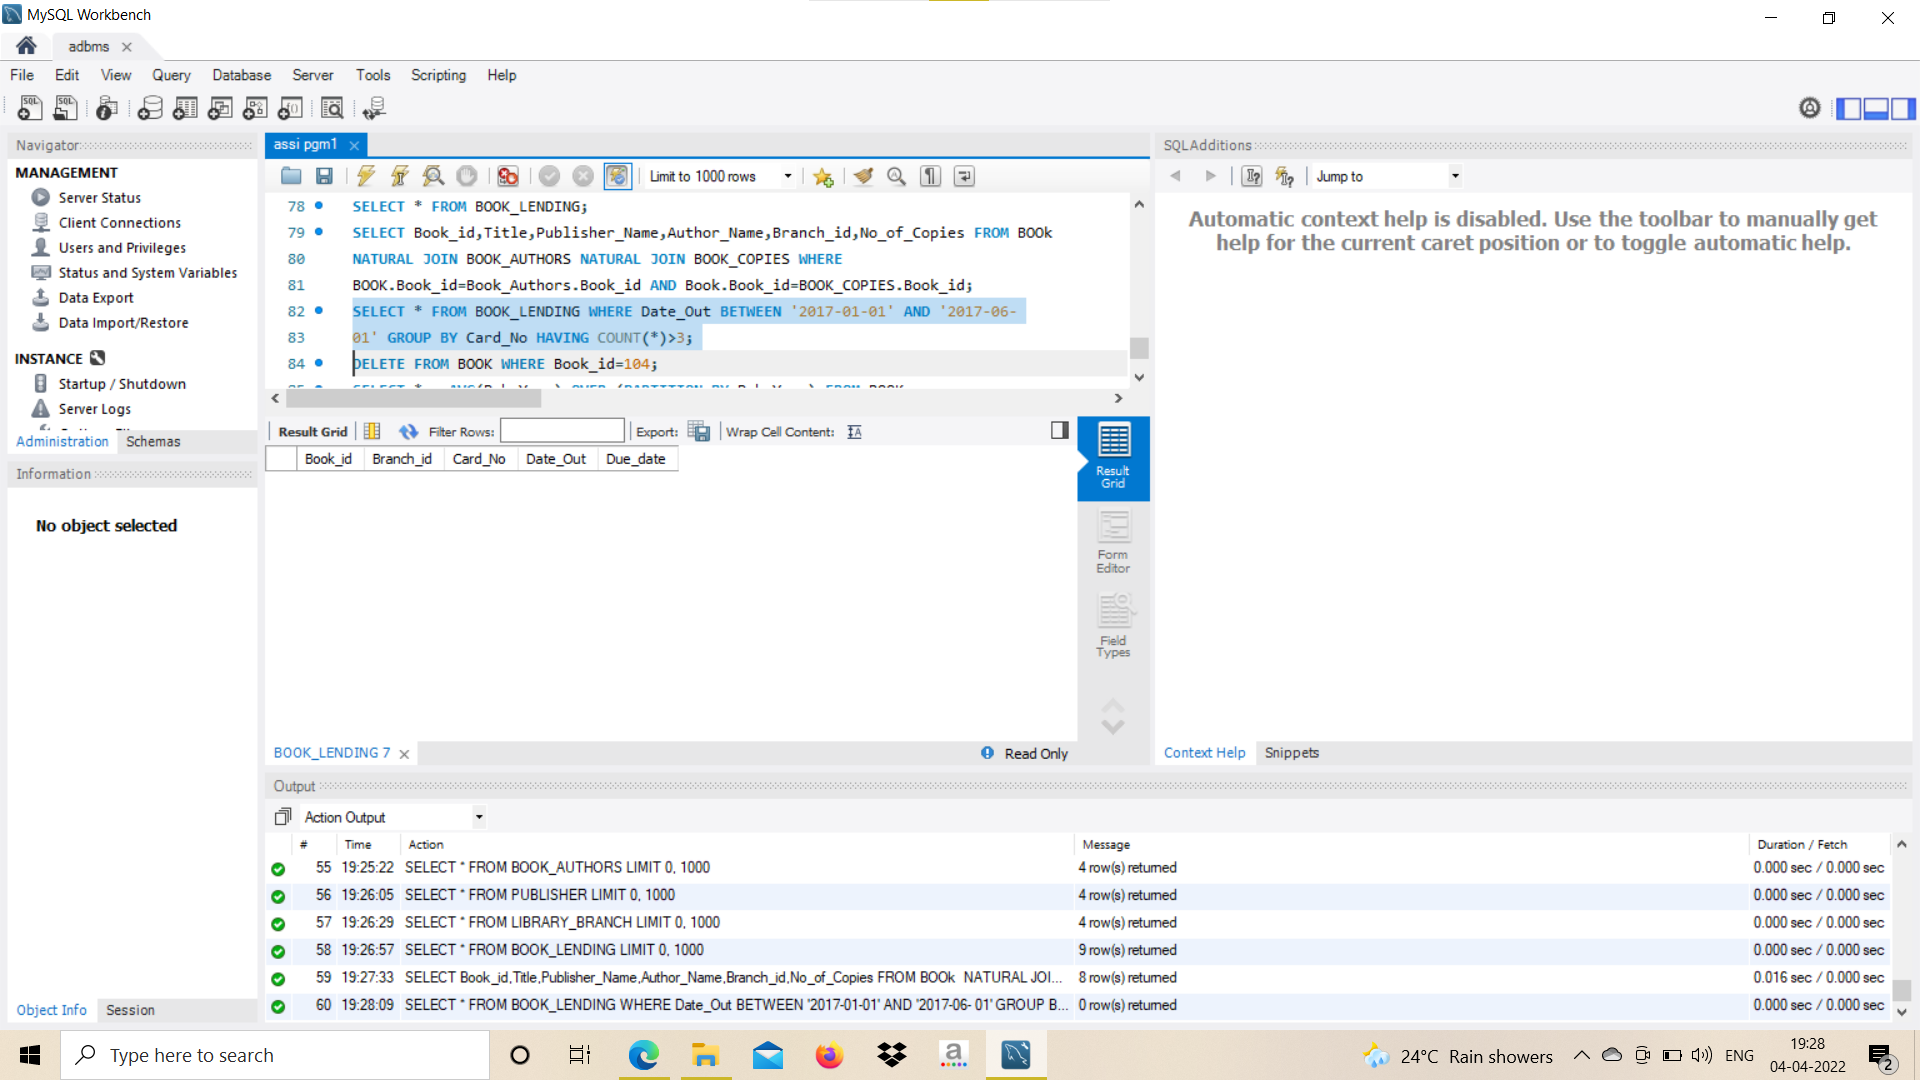 MySQL Workbench
adbms
File Edit View Query Database Server Tools Scripting Help
Navigator
MANAGEMENT
Server Status
Client Connections
Users and Privileges
Status and System Variables
Data Export
Data Import/Restore
INSTANCE
Startup / Shutdown
Server Logs
Administration Schemas
Information
No object selected
Object Info Session
assi pgm1
Limit to 1000 rows
78 SELECT * FROM BOOK_LENDING;
79 SELECT Book_id,Title,Publisher_Name,Author_Name,Branch_id,No_of_Copies FROM BOOk
80 NATURAL JOIN BOOK_AUTHORS NATURAL JOIN BOOK_COPIES WHERE
81 BOOK.Book_id=Book_Authors.Book_id AND Book.Book_id=BOOK_COPIES.Book_id;
82 SELECT * FROM BOOK_LENDING WHERE Date_Out BETWEEN '2017-01-01' AND '2017-06-
83 01' GROUP BY Card_No HAVING COUNT(*)>3;
84 DELETE FROM BOOK WHERE Book_id=104;
Result Grid Filter Rows: Export: Wrap Cell Content:
Book_id Branch_id Card_No Date_Out Due_date
Result
Grid
Form
Editor
Field
Types
BOOK_LENDING 7 Read Only
SQLAdditions
Jump to
Automatic context help is disabled. Use the toolbar to manually get
help for the current caret position or to toggle automatic help.
Context Help Snippets
Output
Action Output
# Time Action Message Duration / Fetch
55 19:25:22 SELECT * FROM BOOK_AUTHORS LIMIT 0, 1000 4 row(s) returned 0.000 sec / 0.000 sec
56 19:26:05 SELECT * FROM PUBLISHER LIMIT 0, 1000 4 row(s) returned 0.000 sec / 0.000 sec
57 19:26:29 SELECT * FROM LIBRARY_BRANCH LIMIT 0, 1000 4 row(s) returned 0.000 sec / 0.000 sec
58 19:26:57 SELECT * FROM BOOK_LENDING LIMIT 0, 1000 9 row(s) returned 0.000 sec / 0.000 sec
59 19:27:33 SELECT Book_id,Title,Publisher_Name,Author_Name,Branch_id,No_of_Copies FROM BOOk NATURAL JOI... 8 row(s) returned 0.016 sec / 0.000 sec
60 19:28:09 SELECT * FROM BOOK_LENDING WHERE Date_Out BETWEEN '2017-01-01' AND '2017-06- 01' GROUP B... 0 row(s) returned 0.000 sec / 0.000 sec
Type here to search
24°C Rain showers
ENG
19:28
04-04-2022
2